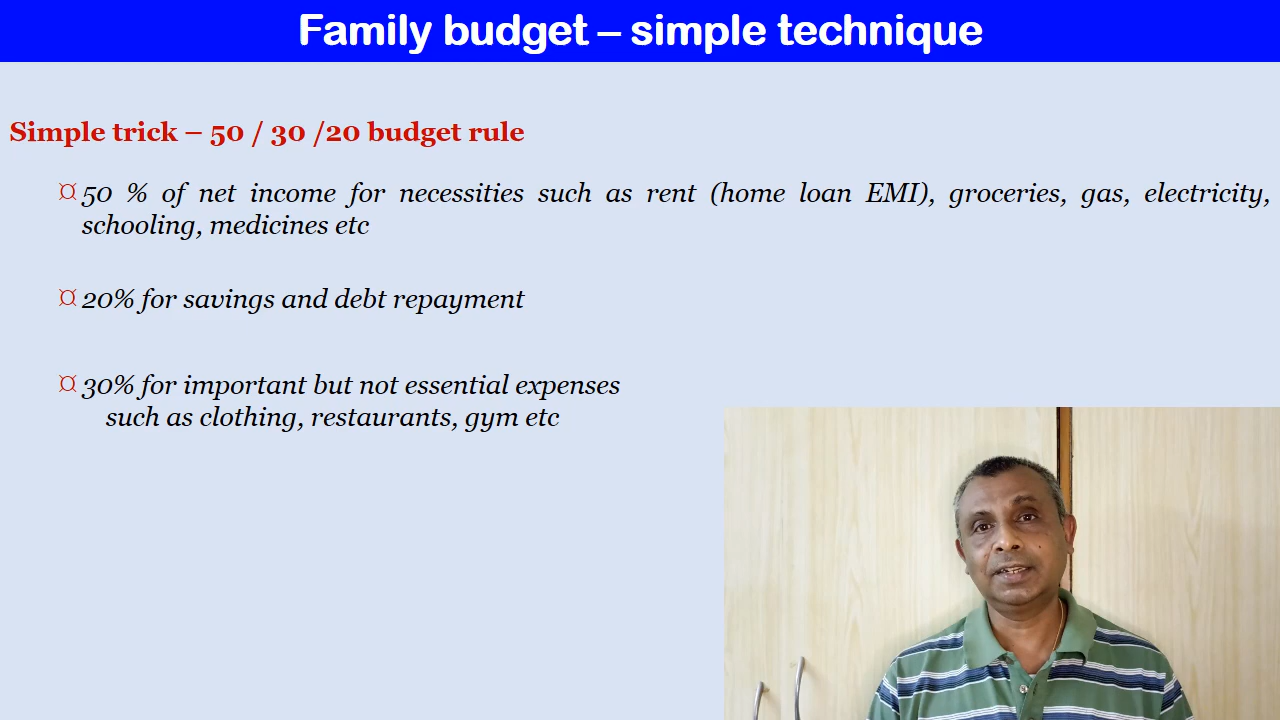 Family budget – simple technique
Simple trick – 50 / 30 /20 budget rule
¤ 50 % of net income for necessities such as rent (home loan EMI), groceries, gas, electricity,
schooling, medicines etc
¤ 20% for savings and debt repayment
¤ 30% for important but not essential expenses
such as clothing, restaurants, gym etc